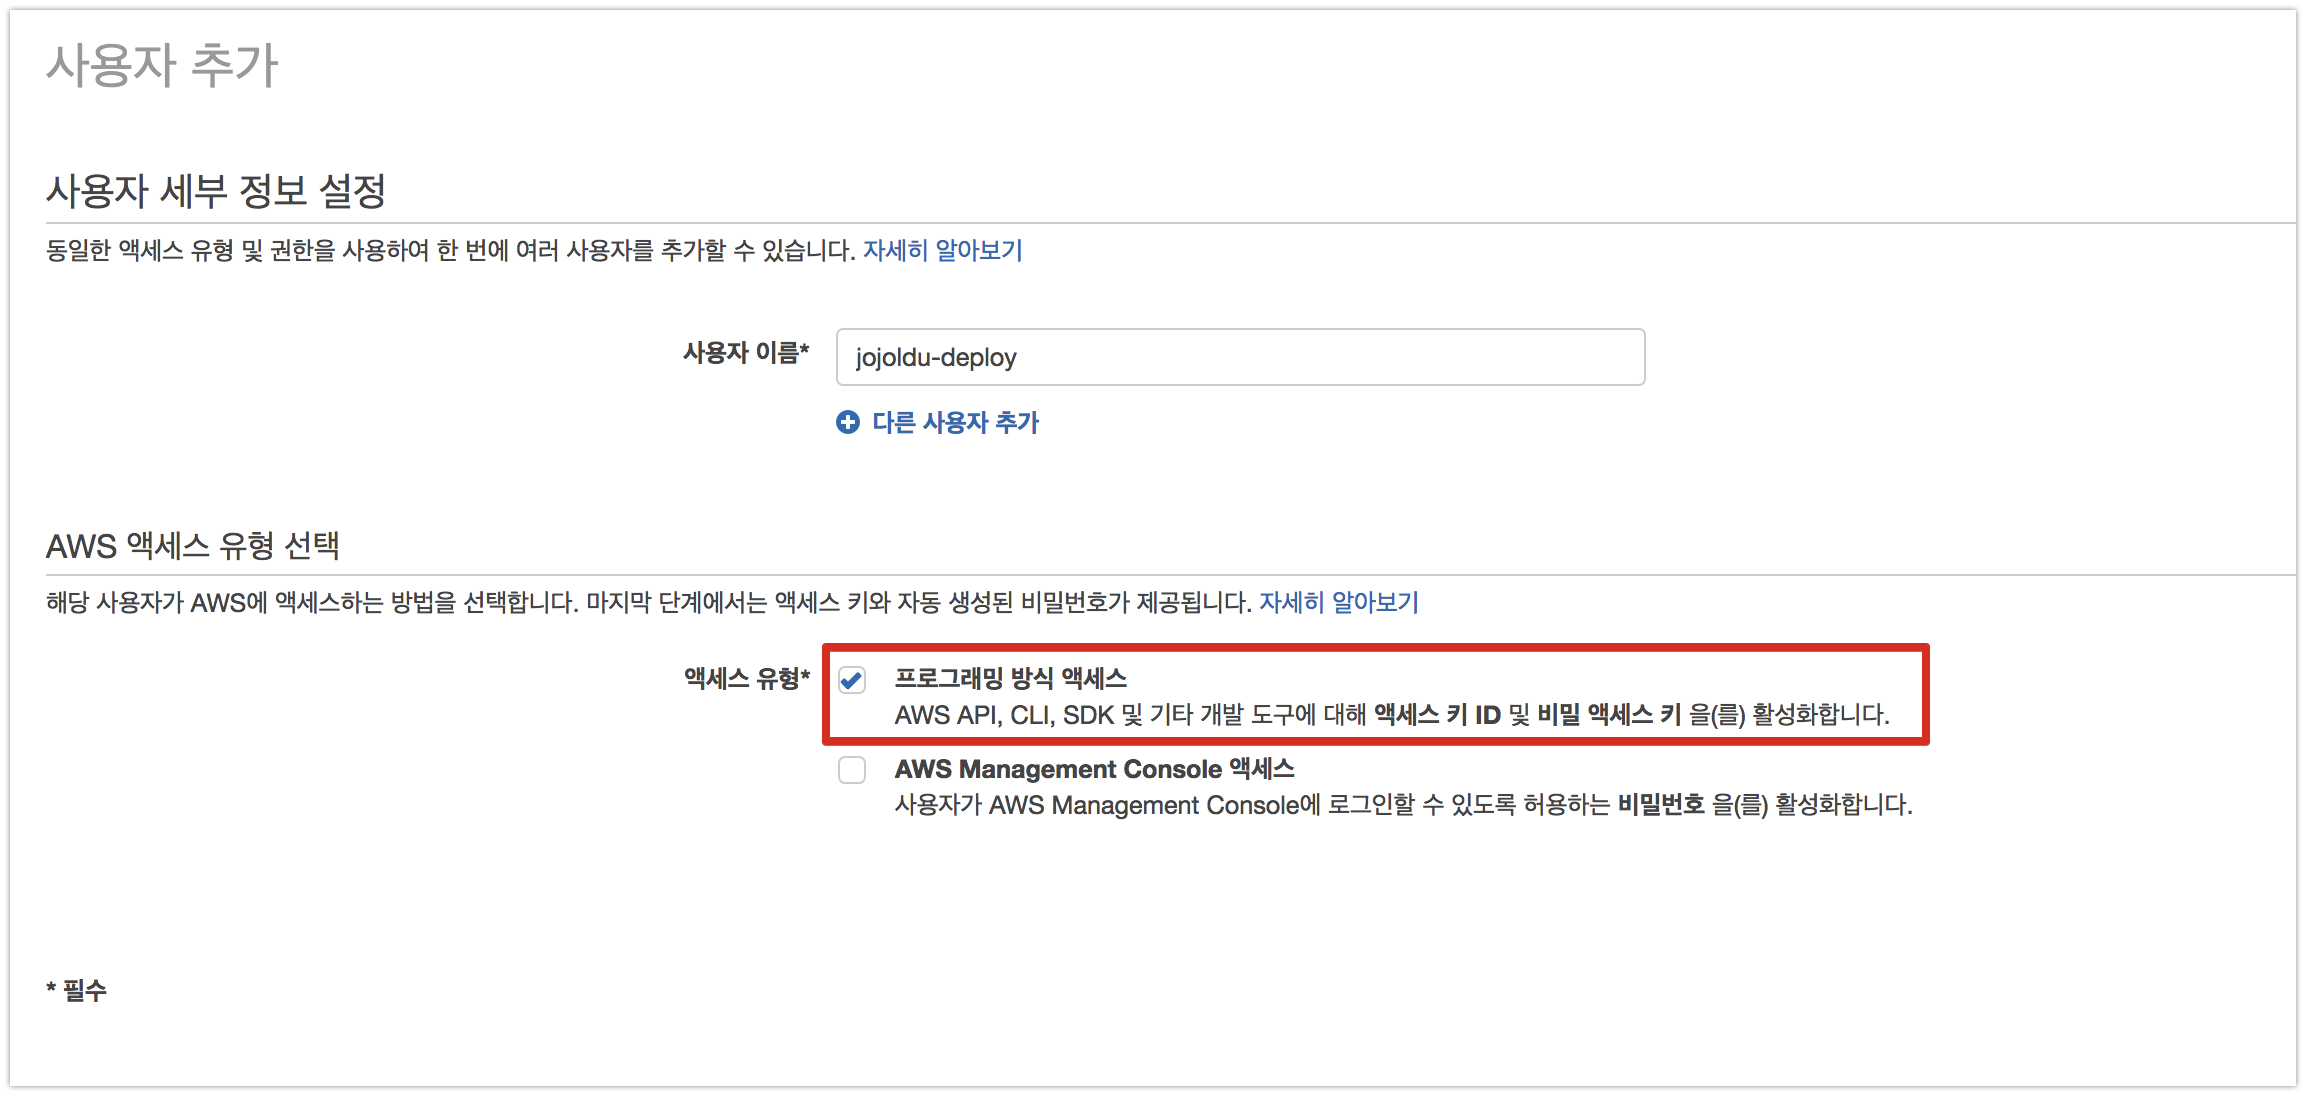 사용자 추가
사용자 세부 정보 설정
동일한 액세스 유형 및 권한을 사용하여 한 번에 여러 사용자를 추가할 수 있습니다. 자세히 알아보기
사용자 이름* jojoldu-deploy
다른 사용자 추가
AWS 액세스 유형 선택
해당 사용자가 AWS에 액세스하는 방법을 선택합니다. 마지막 단계에서는 액세스 키와 자동 생성된 비밀번호가 제공됩니다. 자세히 알아보기
액세스 유형* 프로그래밍 방식 액세스
AWS API, CLI, SDK 및 기타 개발 도구에 대해 액세스 키 ID 및 비밀 액세스 키 을(를) 활성화합니다.
AWS Management Console 액세스
사용자가 AWS Management Console에 로그인할 수 있도록 허용하는 비밀번호 을(를) 활성화합니다.
* 필수